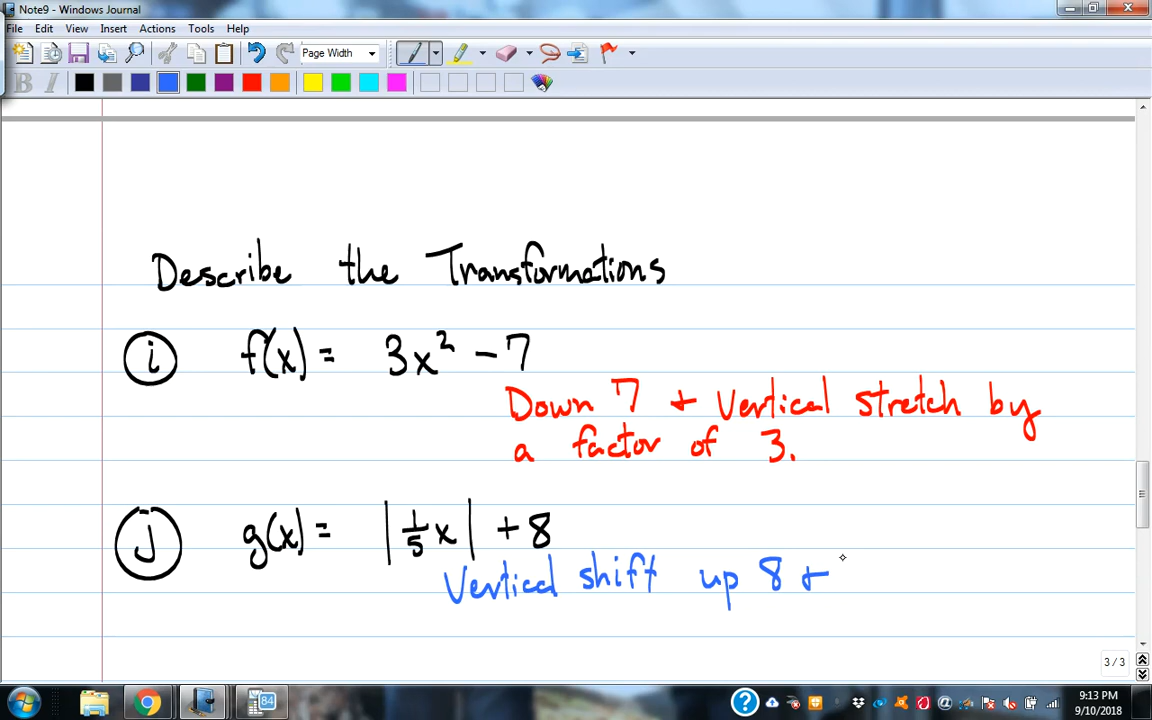 Note9 - Windows Journal
File Edit View Insert Actions Tools Help
Page Width
B I
Describe the Transformations
i f(x) = 3x² - 7
Down 7 + Vertical stretch by
a factor of 3.
j g(x) = |1/5 x| + 8
Vertical shift up 8 +
3 / 3
84
9:13 PM
9/10/2018